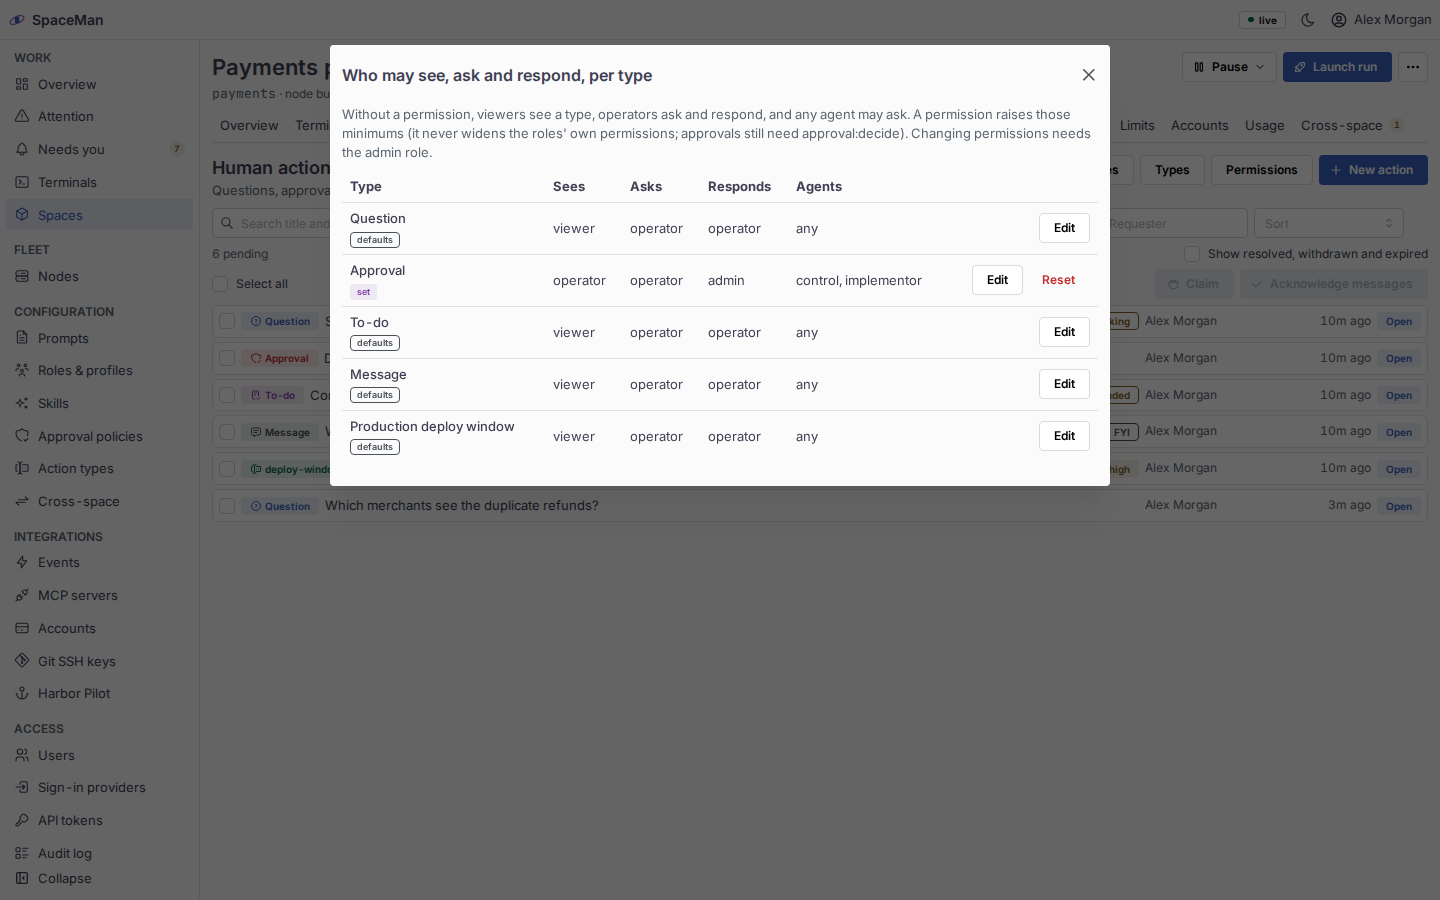 SpaceMan
live
Alex Morgan
WORK
Overview
Attention
Needs you 7
Terminals
Spaces
FLEET
Nodes
CONFIGURATION
Prompts
Roles & profiles
Skills
Approval policies
Action types
Cross-space
INTEGRATIONS
Events
MCP servers
Accounts
Git SSH keys
Harbor Pilot
ACCESS
Users
Sign-in providers
API tokens
Audit log
Collapse
Payments
payments · node
Pause
Launch run
Overview
Limits Accounts Usage Cross-space 1
Human action
Questions,
Types
Permissions
New action
Search title and
Requester
Sort
6 pending
Show resolved, withdrawn and expired
Select all
Claim
Acknowledge messages
Question Alex Morgan 10m ago Open
Approval Alex Morgan 10m ago Open
To-do Alex Morgan 10m ago Open
Message FYI Alex Morgan 10m ago Open
high Alex Morgan 10m ago Open
Question Which merchants see the duplicate refunds? Alex Morgan 3m ago Open
Who may see, ask and respond, per type
Without a permission, viewers see a type, operators ask and respond, and any agent may ask. A permission raises those
minimums (it never widens the roles' own permissions; approvals still need approval:decide). Changing permissions needs
the admin role.
Type Sees Asks Responds Agents
Question
defaults
viewer operator operator any Edit
Approval
set
operator operator admin control, implementor Edit Reset
To-do
defaults
viewer operator operator any Edit
Message
defaults
viewer operator operator any Edit
Production deploy window
defaults
viewer operator operator any Edit